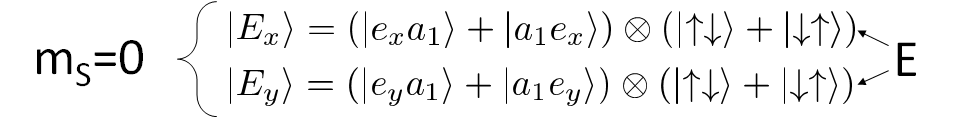 |E_x⟩ = (|e_x a_1⟩ + |a_1 e_x⟩) ⊗ (|↑↓⟩ + |↓↑⟩)
m_S=0 E
|E_y⟩ = (|e_y a_1⟩ + |a_1 e_y⟩) ⊗ (|↑↓⟩ + |↓↑⟩)